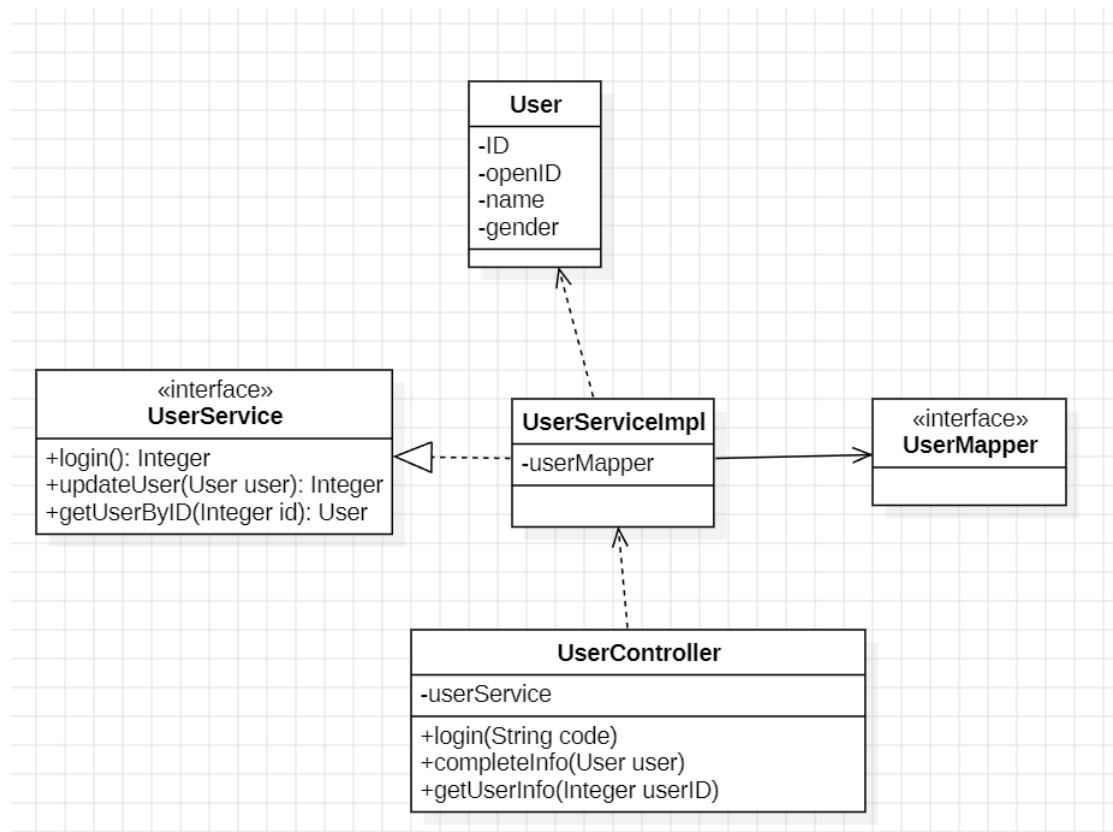 User
-ID
-openID
-name
-gender
«interface»
UserService
+login(): Integer
+updateUser(User user): Integer
+getUserByID(Integer id): User
UserServiceImpl
-userMapper
«interface»
UserMapper
UserController
-userService
+login(String code)
+completeInfo(User user)
+getUserInfo(Integer userID)